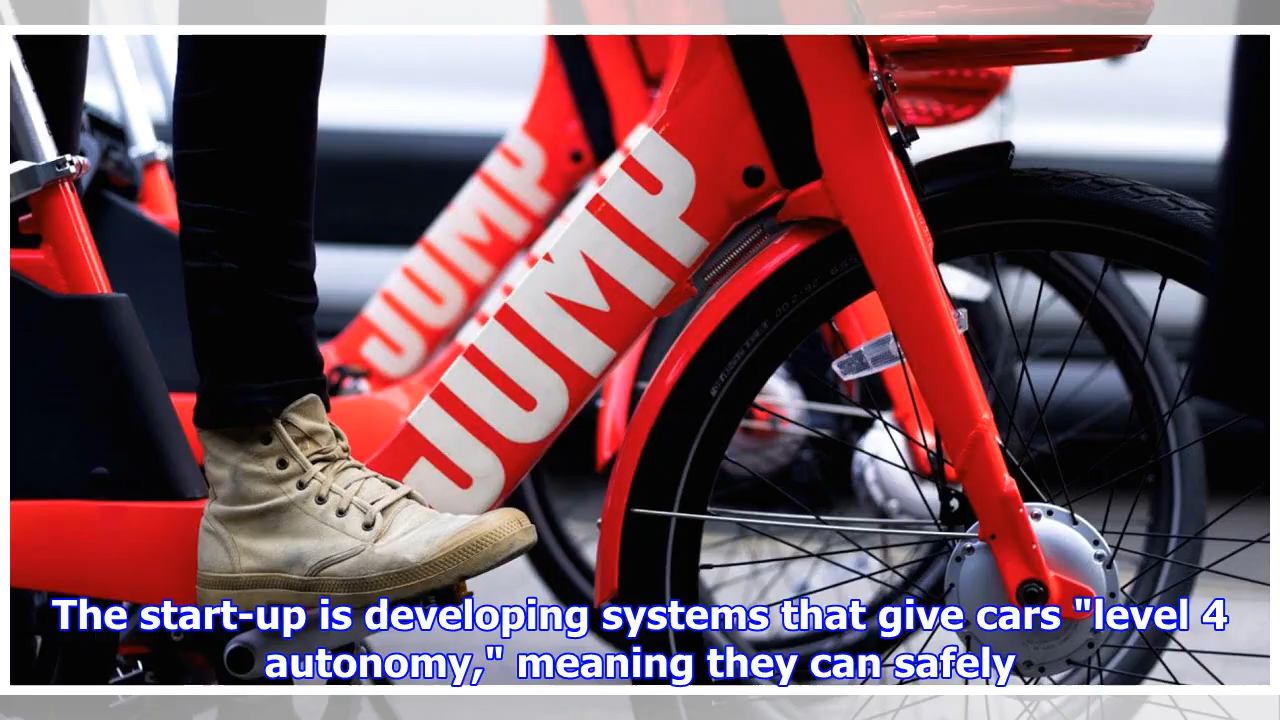 JUMP
JUMP
The start-up is developing systems that give cars "level 4
autonomy," meaning they can safely